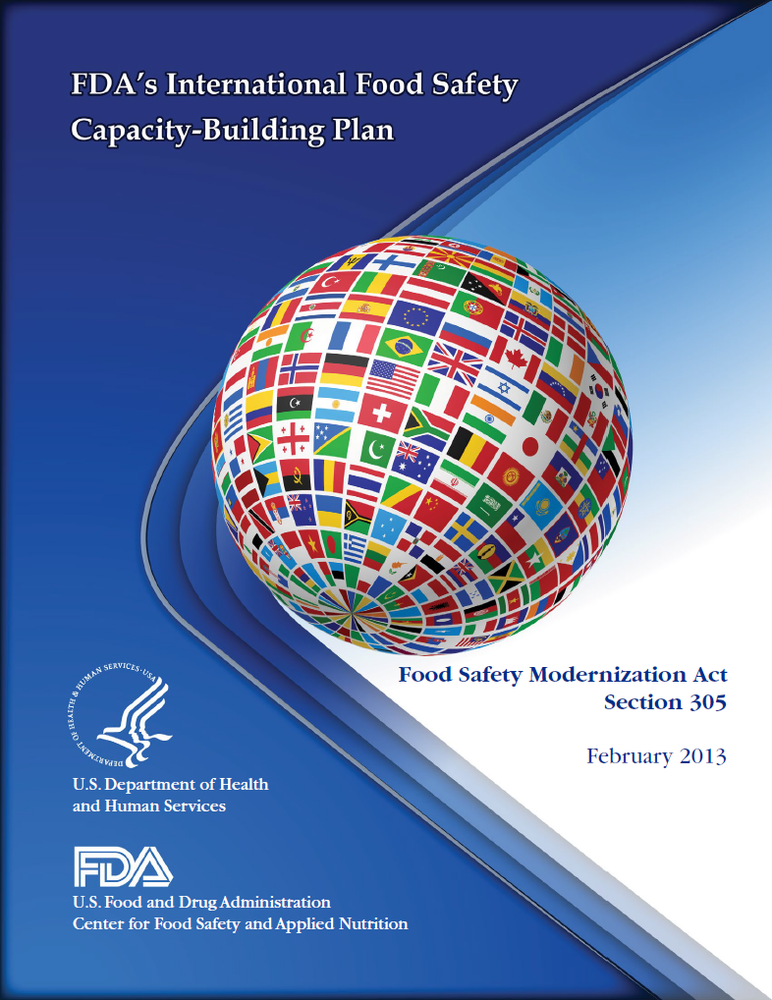 FDA's International Food Safety
Capacity-Building Plan
Food Safety Modernization Act
Section 305
February 2013
DEPARTMENT OF HEALTH & HUMAN SERVICES·USA
U.S. Department of Health
and Human Services
FDA
U.S. Food and Drug Administration
Center for Food Safety and Applied Nutrition